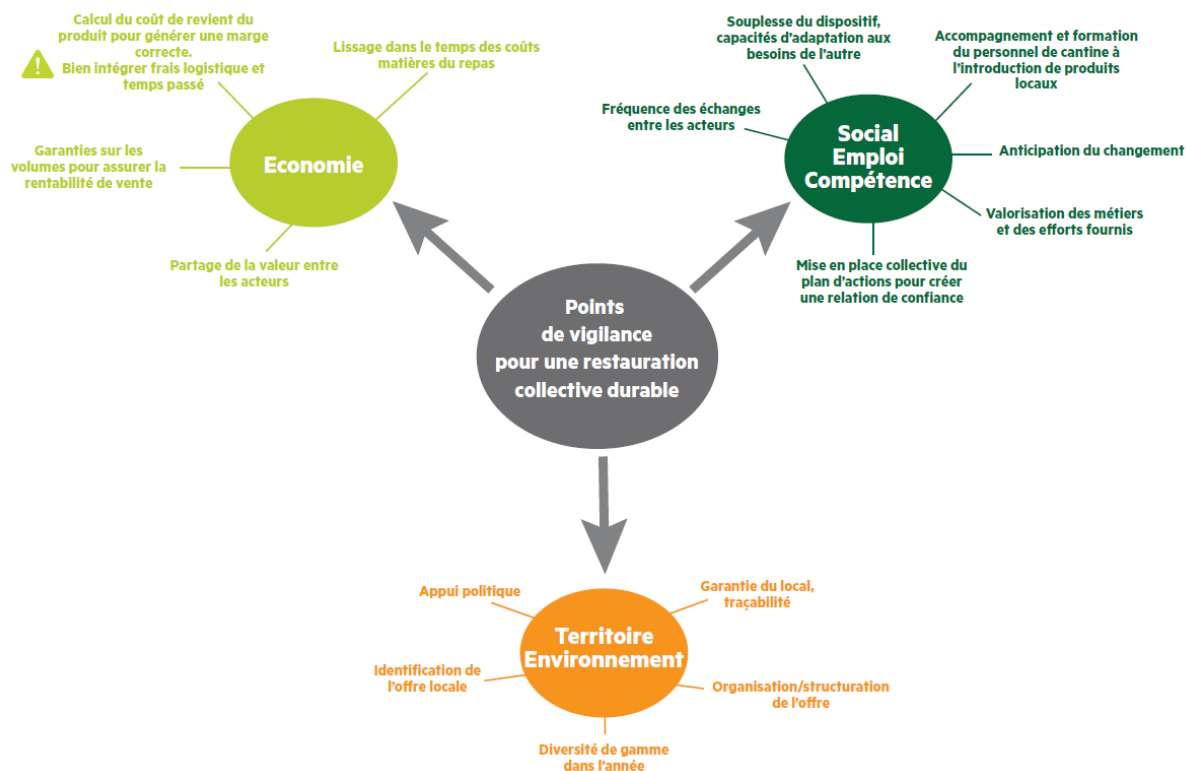 Calcul du coût de revient du
produit pour générer une marge
correcte.
Bien intégrer frais logistique et
temps passé
Lissage dans le temps des coûts
matières du repas
Garanties sur les
volumes pour assurer la
rentabilité de vente
Economie
Partage de la valeur entre
les acteurs
Souplesse du dispositif,
capacités d’adaptation aux
besoins de l’autre
Accompagnement et formation
du personnel de cantine à
l’introduction de produits
locaux
Fréquence des échanges
entre les acteurs
Social
Emploi
Compétence
Anticipation du changement
Valorisation des métiers
et des efforts fournis
Mise en place collective du
plan d’actions pour créer
une relation de confiance
Points
de vigilance
pour une restauration
collective durable
Appui politique
Garantie du local,
traçabilité
Territoire
Environnement
Identification de
l’offre locale
Organisation/structuration
de l’offre
Diversité de gamme
dans l’année